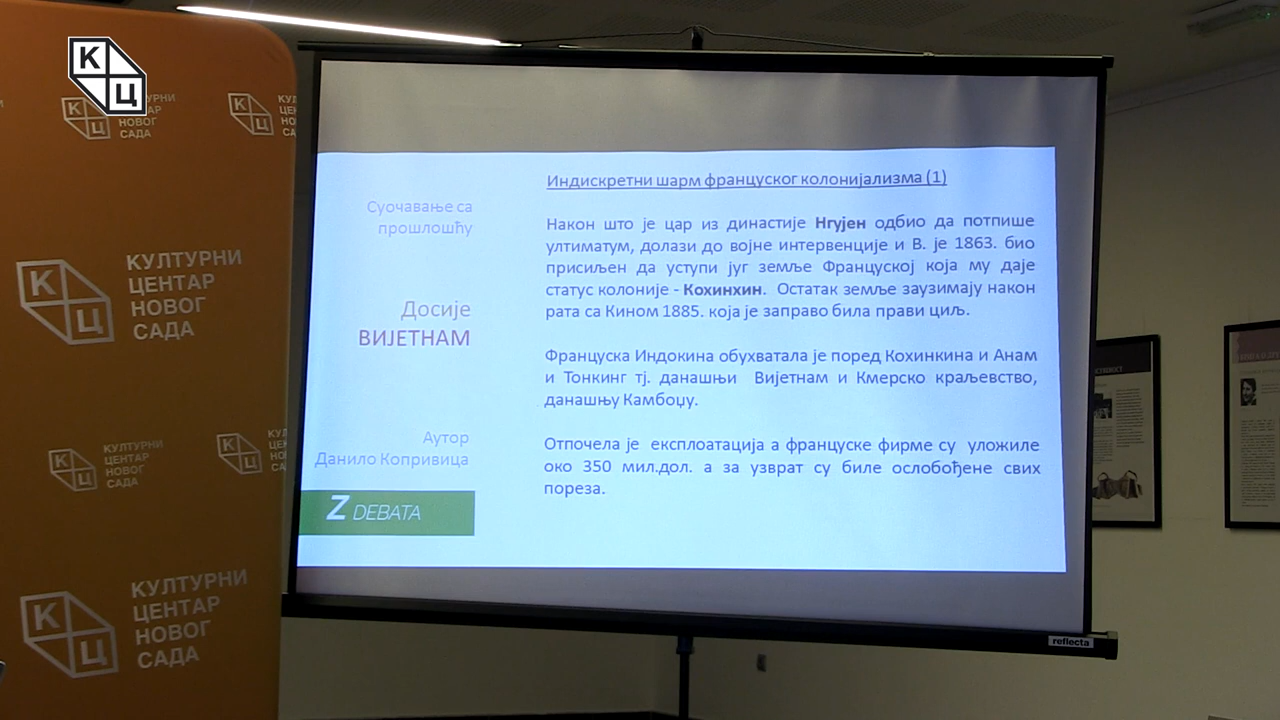 К
Ц
КУЛТУРНИ
ЦЕНТАР
НОВОГ
САДА
К
Ц
КУЛТУРНИ
ЦЕНТАР
НОВОГ
САДА
К
Ц
КУЛТУРНИ
ЦЕНТАР
НОВОГ
САДА
К
Ц
Суочавање са
прошлошћу
Досије
ВИЈЕТНАМ
Аутор
Данило Копривица
Z DEBATA
Индискретни шарм француског колонијализма (1)
Након што је цар из династије Нгујен одбио да потпише
ултиматум, долази до војне интервенције и В. је 1863. био
присиљен да уступи југ земље Француској која му даје
статус колоније - Кохинхин. Остатак земље заузимају након
рата са Кином 1885. која је заправо била прави циљ.
Француска Индокина обухватала је поред Кохинкина и Анам
и Тонкинг тј. данашњи Вијетнам и Кмерско краљевство,
данашњу Камбоџу.
Отпочела је експлоатација а француске фирме су уложиле
око 350 мил.дол. а за узврат су биле ослобођене свих
пореза.
reflecta